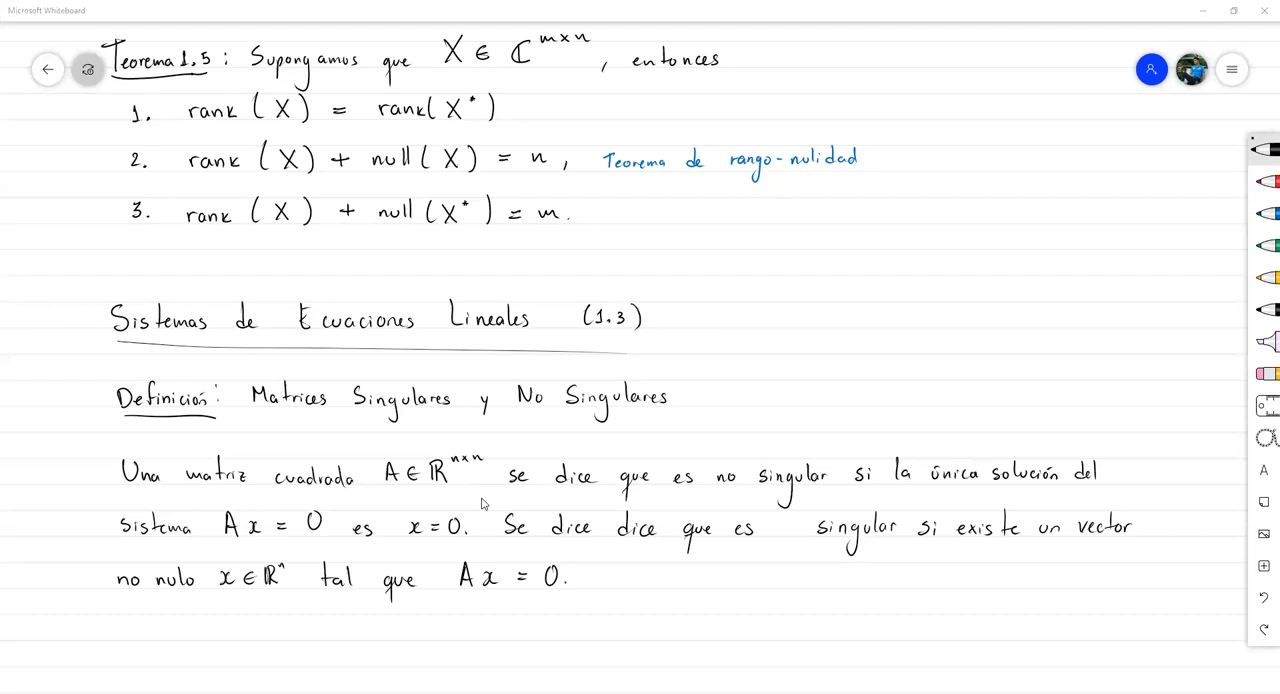 Microsoft Whiteboard
Teorema 1.5: Supongamos que X ∈ ℂ^{m×n}, entonces
1. rank(X) = rank(X*)
2. rank(X) + null(X) = n, Teorema de rango-nulidad
3. rank(X) + null(X*) = m.
Sistemas de Ecuaciones Lineales (1.3)
Definición: Matrices Singulares y No Singulares
Una matriz cuadrada A ∈ ℝ^{n×n} se dice que es no singular si la única solución del
sistema Ax = 0 es x = 0. Se dice dice que es singular si existe un vector
no nulo x ∈ ℝ^n tal que Ax = 0.
A